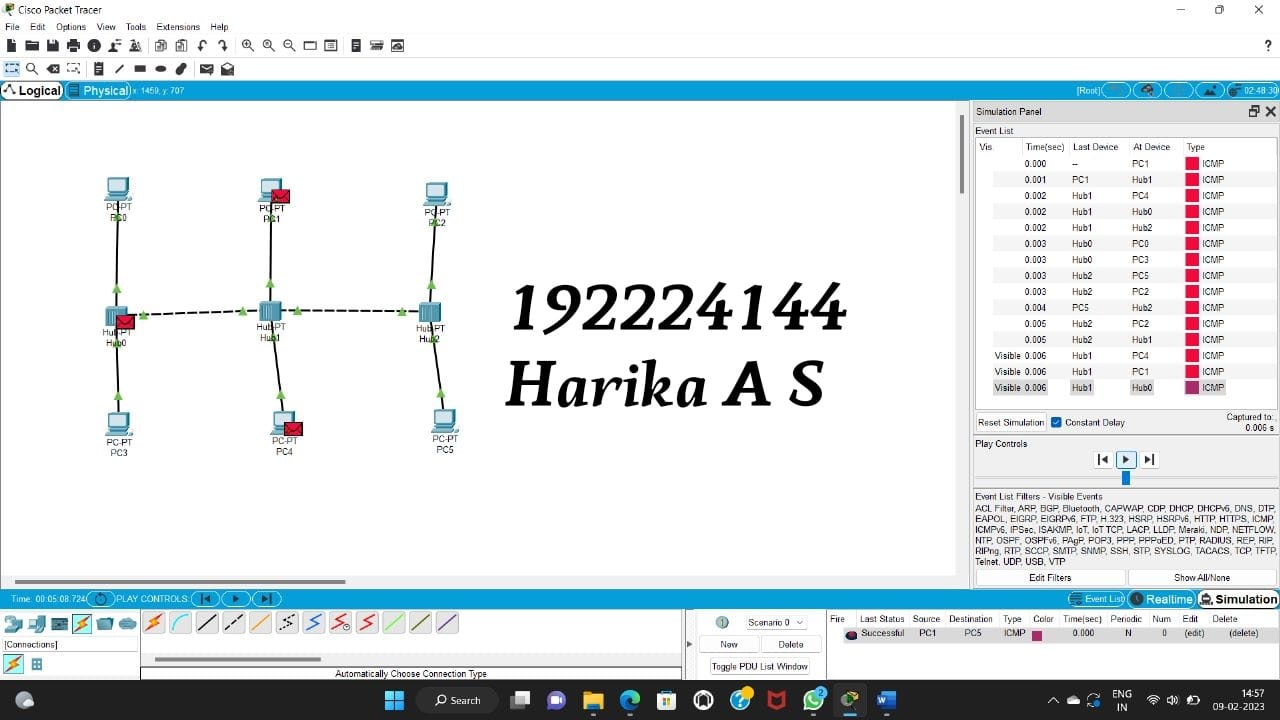 Cisco Packet Tracer
File Edit Options View Tools Extensions Help
?
Logical Physical x: 1459, y: 707 [Root] 02:48:30
Simulation Panel
Event List
Vis. Time(sec) Last Device At Device Type
0.000 -- PC1 ICMP
0.001 PC1 Hub1 ICMP
0.002 Hub1 PC4 ICMP
0.002 Hub1 Hub0 ICMP
0.002 Hub1 Hub2 ICMP
0.003 Hub0 PC0 ICMP
0.003 Hub0 PC3 ICMP
0.003 Hub2 PC5 ICMP
0.003 Hub2 PC2 ICMP
0.004 PC5 Hub2 ICMP
0.005 Hub2 PC2 ICMP
0.005 Hub2 Hub1 ICMP
Visible 0.006 Hub1 PC4 ICMP
Visible 0.006 Hub1 PC1 ICMP
Visible 0.006 Hub1 Hub0 ICMP
Reset Simulation Constant Delay Captured to:
0.006 s
Play Controls
Event List Filters - Visible Events
ACL Filter, ARP, BGP, Bluetooth, CAPWAP, CDP, DHCP, DHCPv6, DNS, DTP,
EAPOL, EIGRP, EIGRPv6, FTP, H.323, HSRP, HSRPv6, HTTP, HTTPS, ICMP,
ICMPv6, IPSec, ISAKMP, IoT, IoT TCP, LACP, LLDP, Meraki, NDP, NETFLOW,
NTP, OSPF, OSPFv6, PAgP, POP3, PPP, PPPoED, PTP, RADIUS, REP, RIP,
RIPng, RTP, SCCP, SMTP, SNMP, SSH, STP, SYSLOG, TACACS, TCP, TFTP,
Telnet, UDP, USB, VTP
Edit Filters Show All/None
PC-PT
PC0
PC-PT
PC1
PC-PT
PC2
Hub-PT
Hub0
Hub-PT
Hub1
Hub-PT
Hub2
PC-PT
PC3
PC-PT
PC4
PC-PT
PC5
192224144
Harika A S
Time: 00:05:08.724 PLAY CONTROLS: Event List Realtime Simulation
[Connections]
Automatically Choose Connection Type
Scenario 0
New Delete
Toggle PDU List Window
Fire Last Status Source Destination Type Color Time(sec) Periodic Num Edit Delete
Successful PC1 PC5 ICMP 0.000 N 0 (edit) (delete)
Search
2
ENG
IN
14:57
09-02-2023